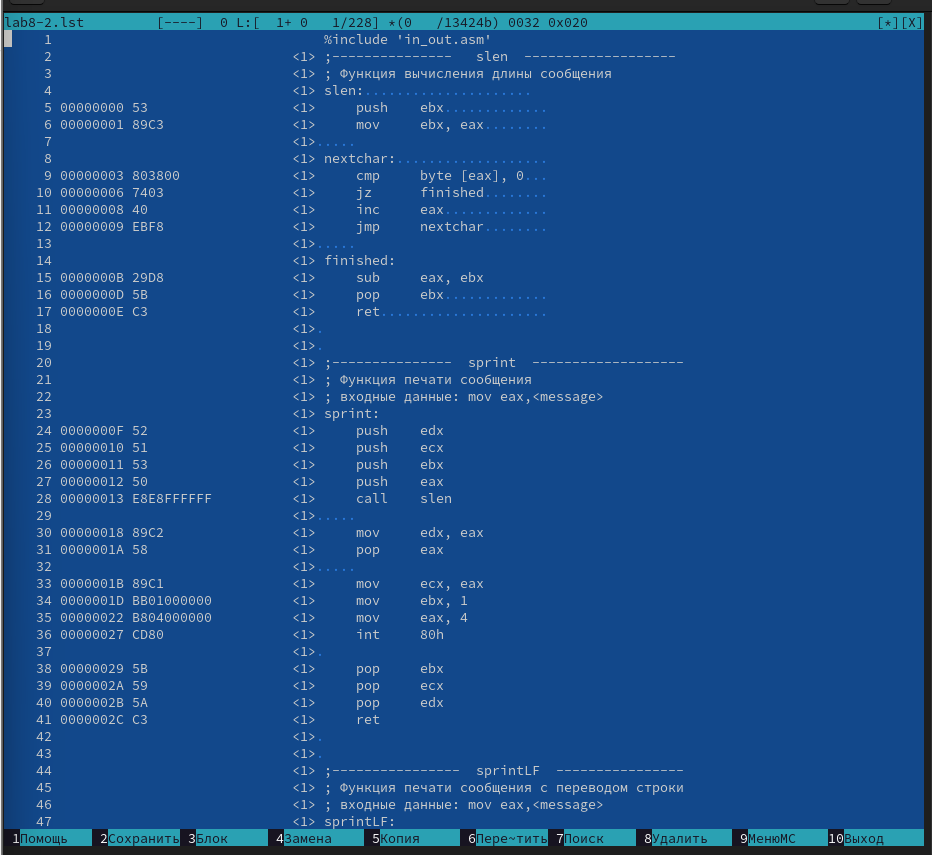 lab8-2.lst [----] 0 L:[ 1+ 0 1/228] *(0 /13424b) 0032 0x020 [*][X]
1 %include 'in_out.asm'
2 <1> ;--------------- slen -------------------
3 <1> ; Функция вычисления длины сообщения
4 <1> slen:.....................
5 00000000 53 <1> push ebx.............
6 00000001 89C3 <1> mov ebx, eax........
7 <1>.....
8 <1> nextchar:...................
9 00000003 803800 <1> cmp byte [eax], 0...
10 00000006 7403 <1> jz finished........
11 00000008 40 <1> inc eax.............
12 00000009 EBF8 <1> jmp nextchar........
13 <1>.....
14 <1> finished:
15 0000000B 29D8 <1> sub eax, ebx
16 0000000D 5B <1> pop ebx.............
17 0000000E C3 <1> ret.....................
18 <1>.
19 <1>.
20 <1> ;--------------- sprint -------------------
21 <1> ; Функция печати сообщения
22 <1> ; входные данные: mov eax,<message>
23 <1> sprint:
24 0000000F 52 <1> push edx
25 00000010 51 <1> push ecx
26 00000011 53 <1> push ebx
27 00000012 50 <1> push eax
28 00000013 E8E8FFFFFF <1> call slen
29 <1>.....
30 00000018 89C2 <1> mov edx, eax
31 0000001A 58 <1> pop eax
32 <1>.....
33 0000001B 89C1 <1> mov ecx, eax
34 0000001D BB01000000 <1> mov ebx, 1
35 00000022 B804000000 <1> mov eax, 4
36 00000027 CD80 <1> int 80h
37 <1>.
38 00000029 5B <1> pop ebx
39 0000002A 59 <1> pop ecx
40 0000002B 5A <1> pop edx
41 0000002C C3 <1> ret
42 <1>.
43 <1>.
44 <1> ;---------------- sprintLF ----------------
45 <1> ; Функция печати сообщения с переводом строки
46 <1> ; входные данные: mov eax,<message>
47 <1> sprintLF:
1Помощь 2Сохранить 3Блок 4Замена 5Копия 6Пере~тить 7Поиск 8Удалить 9МенюМС 10Выход